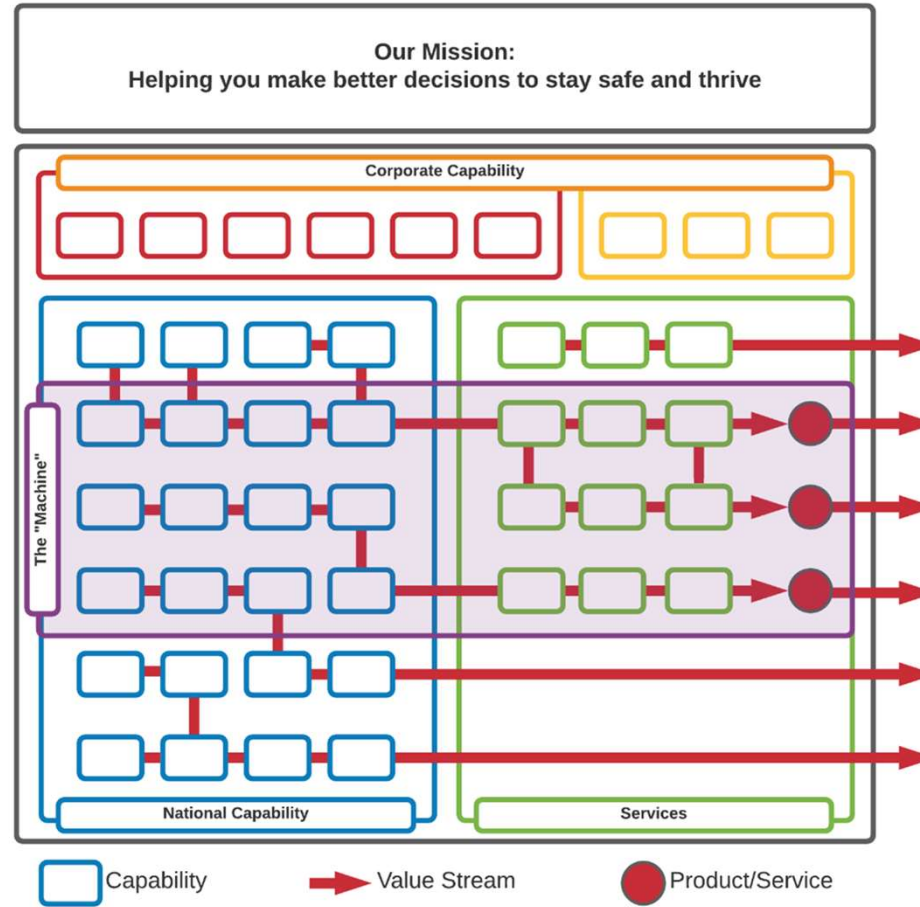 Our Mission:
Helping you make better decisions to stay safe and thrive
Corporate Capability
The "Machine"
National Capability
Services
Capability
Value Stream
Product/Service